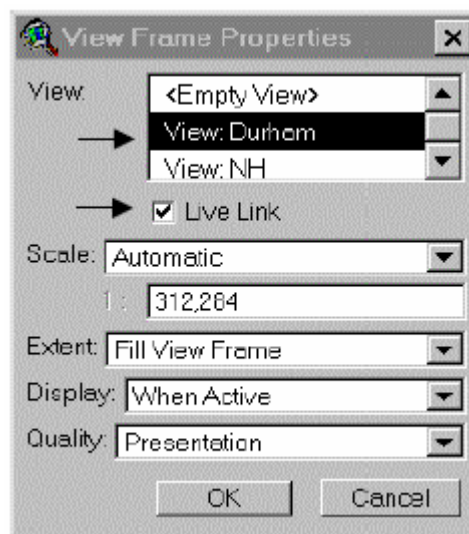 View Frame Properties
View:
<Empty View>
View: Durham
View: NH
Live Link
Scale: Automatic
1 : 312,284
Extent: Fill View Frame
Display: When Active
Quality: Presentation
OK Cancel